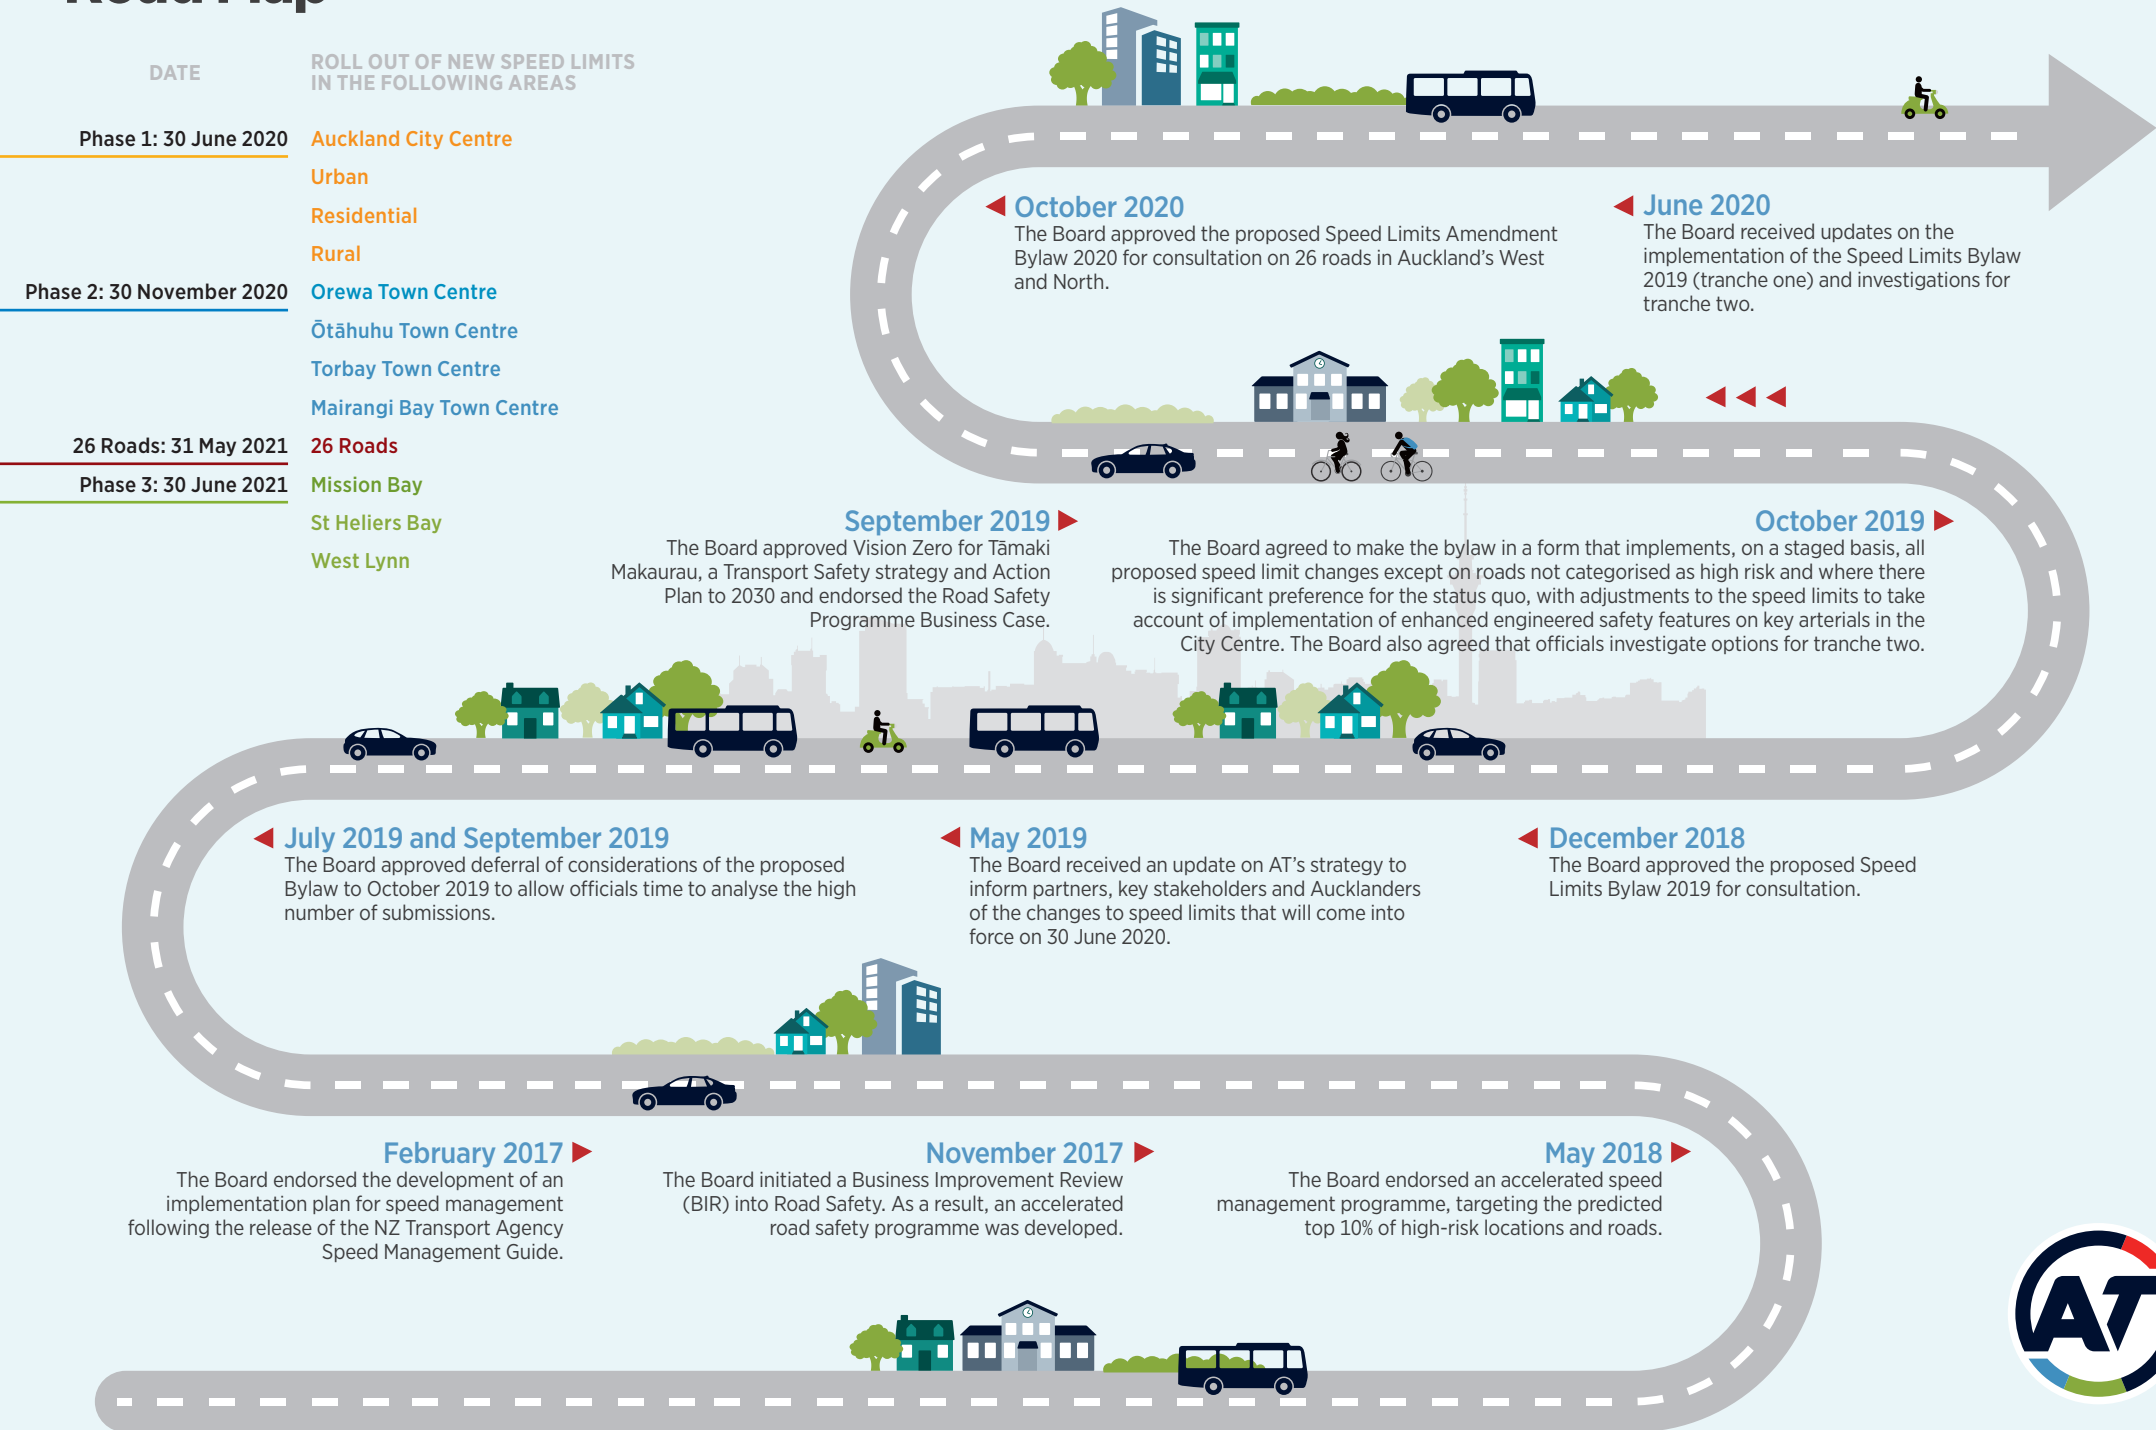 Road Map
DATE
ROLL OUT OF NEW SPEED LIMITS
IN THE FOLLOWING AREAS
Phase 1: 30 June 2020
Auckland City Centre
Urban
Residential
Rural
Phase 2: 30 November 2020
Orewa Town Centre
Ōtāhuhu Town Centre
Torbay Town Centre
Mairangi Bay Town Centre
26 Roads: 31 May 2021
26 Roads
Phase 3: 30 June 2021
Mission Bay
St Heliers Bay
West Lynn
October 2020
The Board approved the proposed Speed Limits Amendment
Bylaw 2020 for consultation on 26 roads in Auckland's West
and North.
June 2020
The Board received updates on the
implementation of the Speed Limits Bylaw
2019 (tranche one) and investigations for
tranche two.
September 2019
The Board approved Vision Zero for Tāmaki
Makaurau, a Transport Safety strategy and Action
Plan to 2030 and endorsed the Road Safety
Programme Business Case.
October 2019
The Board agreed to make the bylaw in a form that implements, on a staged basis, all
proposed speed limit changes except on roads not categorised as high risk and where there
is significant preference for the status quo, with adjustments to the speed limits to take
account of implementation of enhanced engineered safety features on key arterials in the
City Centre. The Board also agreed that officials investigate options for tranche two.
July 2019 and September 2019
The Board approved deferral of considerations of the proposed
Bylaw to October 2019 to allow officials time to analyse the high
number of submissions.
May 2019
The Board received an update on AT's strategy to
inform partners, key stakeholders and Aucklanders
of the changes to speed limits that will come into
force on 30 June 2020.
December 2018
The Board approved the proposed Speed
Limits Bylaw 2019 for consultation.
February 2017
The Board endorsed the development of an
implementation plan for speed management
following the release of the NZ Transport Agency
Speed Management Guide.
November 2017
The Board initiated a Business Improvement Review
(BIR) into Road Safety. As a result, an accelerated
road safety programme was developed.
May 2018
The Board endorsed an accelerated speed
management programme, targeting the predicted
top 10% of high-risk locations and roads.
AT